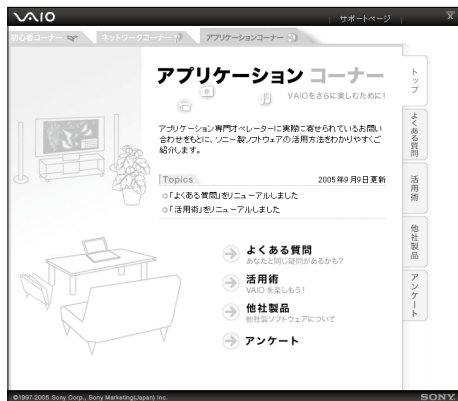 VAIO
サポートページ
初心者コーナー
ネットワークコーナー
アプリケーションコーナー
アプリケーション コーナー
VAIOをさらに楽しむために!
アプリケーション専門オペレーターに実際に寄せられているお問い
合わせをもとに、ソニー製ソフトウェアの活用方法をわかりやすくご
紹介します。
Topics
2005年9月9日更新
「よくある質問」をリニューアルしました
「活用術」をリニューアルしました
よくある質問
あなたと同じ疑問があるかも?
活用術
VAIO を楽しもう!
他社製品
他社製ソフトウェアについて
アンケート
トップ
よくある質問
活用術
他社製品
アンケート
©1997-2005 Sony Corp., Sony Marketing(Japan) Inc.
SONY